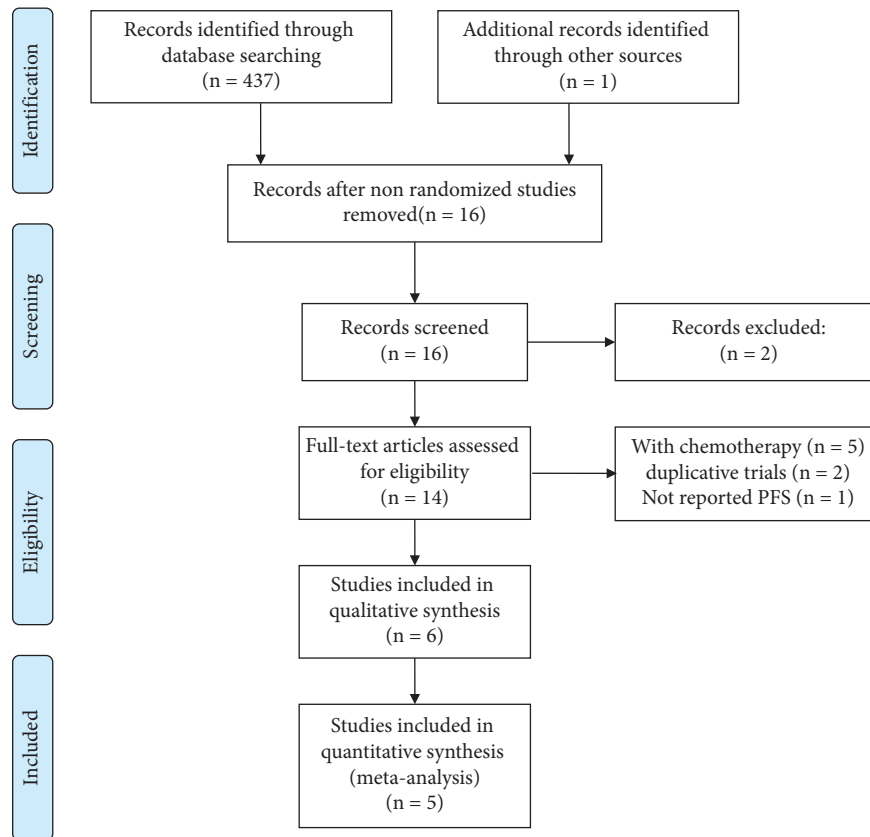 Identification
Records identified through
database searching
(n = 437)
Additional records identified
through other sources
(n = 1)
Records after non randomized studies
removed(n = 16)
Screening
Records screened
(n = 16)
Records excluded:
(n = 2)
Eligibility
Full-text articles assessed
for eligibility
(n = 14)
With chemotherapy (n = 5)
duplicative trials (n = 2)
Not reported PFS (n = 1)
Studies included in
qualitative synthesis
(n = 6)
Included
Studies included in
quantitative synthesis
(meta-analysis)
(n = 5)